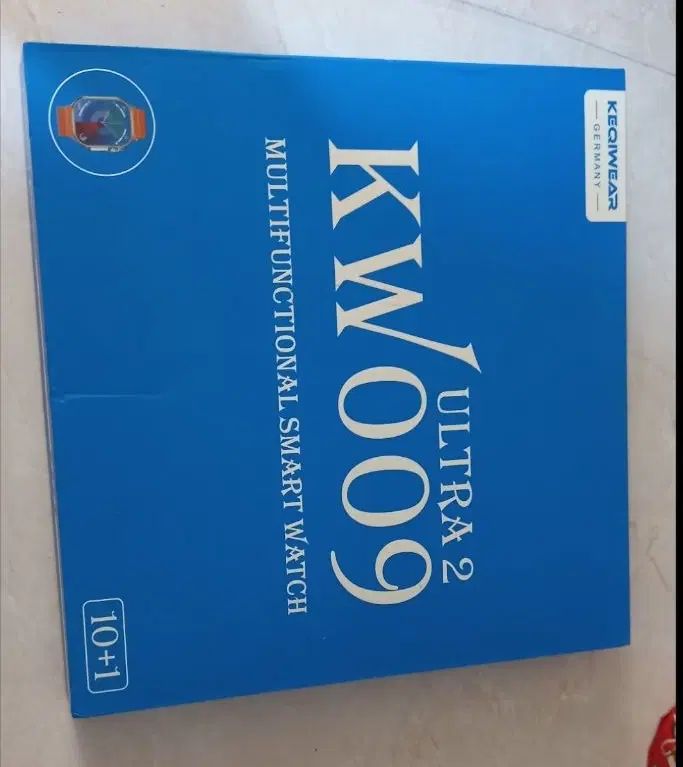 KEQIWEAR
GERMANY
ULTRA 2
KW009
MULTIFUNCTIONAL SMART WATCH
10+1